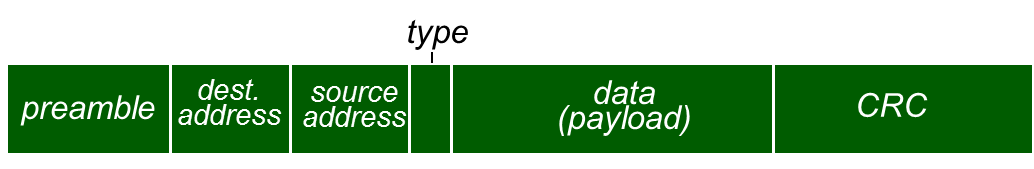 type
preamble
dest.
address
source
address
data
(payload)
CRC